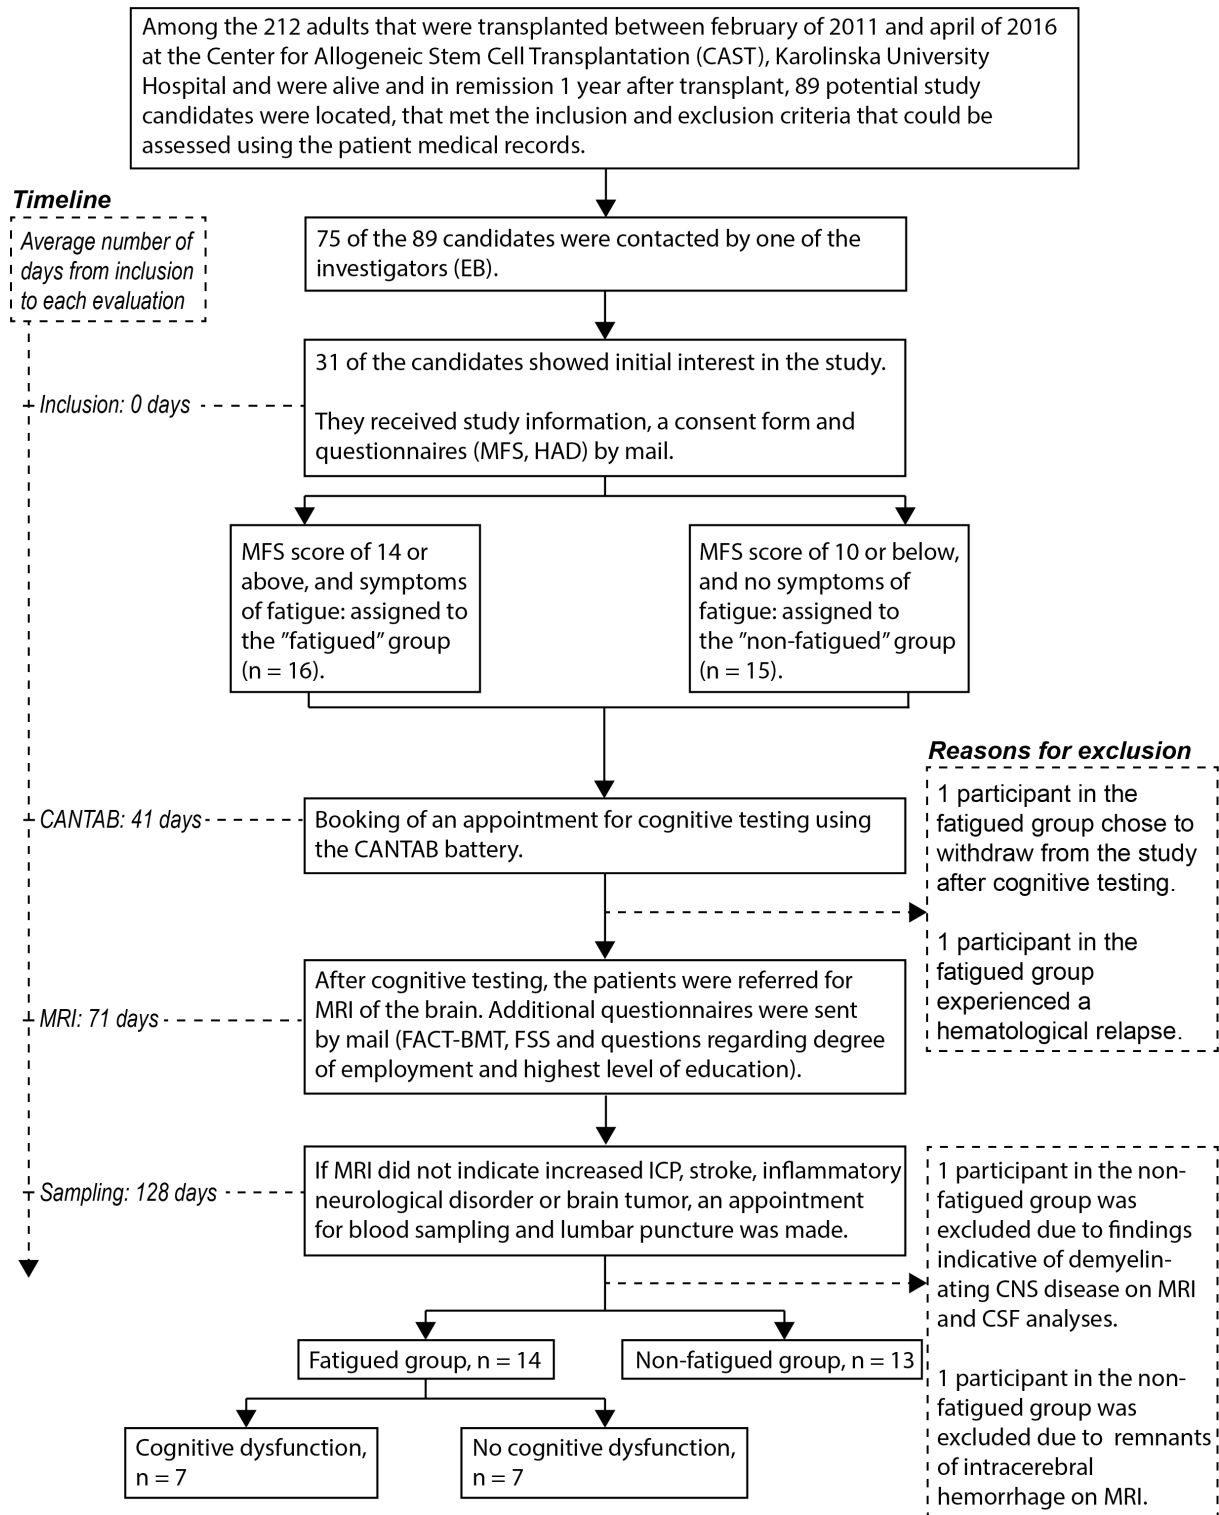 Among the 212 adults that were transplanted between february of 2011 and april of 2016
at the Center for Allogeneic Stem Cell Transplantation (CAST), Karolinska University
Hospital and were alive and in remission 1 year after transplant, 89 potential study
candidates were located, that met the inclusion and exclusion criteria that could be
assessed using the patient medical records.
Timeline
Average number of
days from inclusion
to each evaluation
75 of the 89 candidates were contacted by one of the
investigators (EB).
31 of the candidates showed initial interest in the study.
Inclusion: 0 days
They received study information, a consent form and
questionnaires (MFS, HAD) by mail.
MFS score of 14 or
above, and symptoms
of fatigue: assigned to
the ”fatigued” group
(n = 16).
MFS score of 10 or below,
and no symptoms of
fatigue: assigned to
the ”non-fatigued” group
(n = 15).
Reasons for exclusion
1 participant in the
fatigued group chose to
withdraw from the study
after cognitive testing.
1 participant in the
fatigued group
experienced a
hematological relapse.
CANTAB: 41 days
Booking of an appointment for cognitive testing using
the CANTAB battery.
MRI: 71 days
After cognitive testing, the patients were referred for
MRI of the brain. Additional questionnaires were sent
by mail (FACT-BMT, FSS and questions regarding degree
of employment and highest level of education).
Sampling: 128 days
If MRI did not indicate increased ICP, stroke, inflammatory
neurological disorder or brain tumor, an appointment
for blood sampling and lumbar puncture was made.
1 participant in the non-
fatigued group was
excluded due to findings
indicative of demyelin-
ating CNS disease on MRI
and CSF analyses.
1 participant in the non-
fatigued group was
excluded due to remnants
of intracerebral
hemorrhage on MRI.
Fatigued group, n = 14
Non-fatigued group, n = 13
Cognitive dysfunction,
n = 7
No cognitive dysfunction,
n = 7